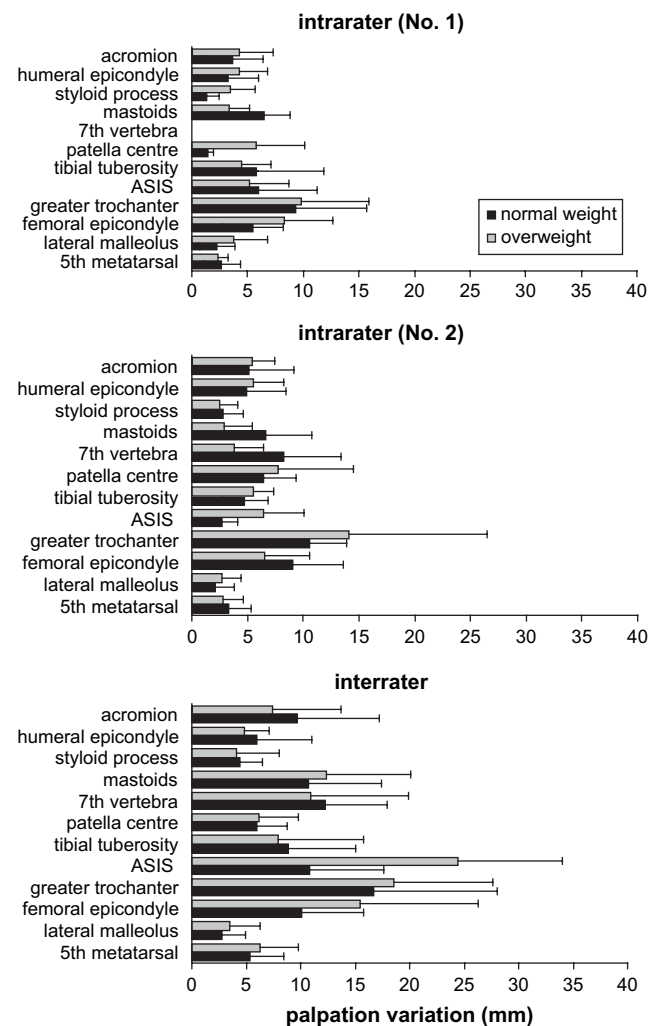 intrarater (No. 1)
acromion
humeral epicondyle
styloid process
mastoids
7th vertebra
patella centre
tibial tuberosity
ASIS
greater trochanter
femoral epicondyle
lateral malleolus
5th metatarsal
normal weight
overweight
0 5 10 15 20 25 30 35 40
intrarater (No. 2)
acromion
humeral epicondyle
styloid process
mastoids
7th vertebra
patella centre
tibial tuberosity
ASIS
greater trochanter
femoral epicondyle
lateral malleolus
5th metatarsal
0 5 10 15 20 25 30 35 40
interrater
acromion
humeral epicondyle
styloid process
mastoids
7th vertebra
patella centre
tibial tuberosity
ASIS
greater trochanter
femoral epicondyle
lateral malleolus
5th metatarsal
0 5 10 15 20 25 30 35 40
palpation variation (mm)